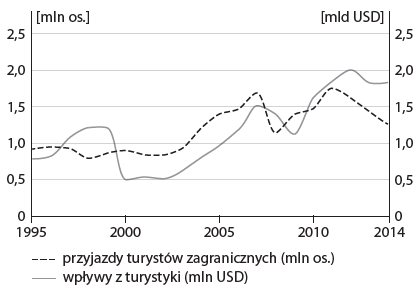 [mln os.] [mld USD]
2,5 2,5
2,0 2,0
1,5 1,5
1,0 1,0
0,5 0,5
0 0
1995 2000 2005 2010 2014
przyjazdy turystów zagranicznych (mln os.)
wpływy z turystyki (mln USD)